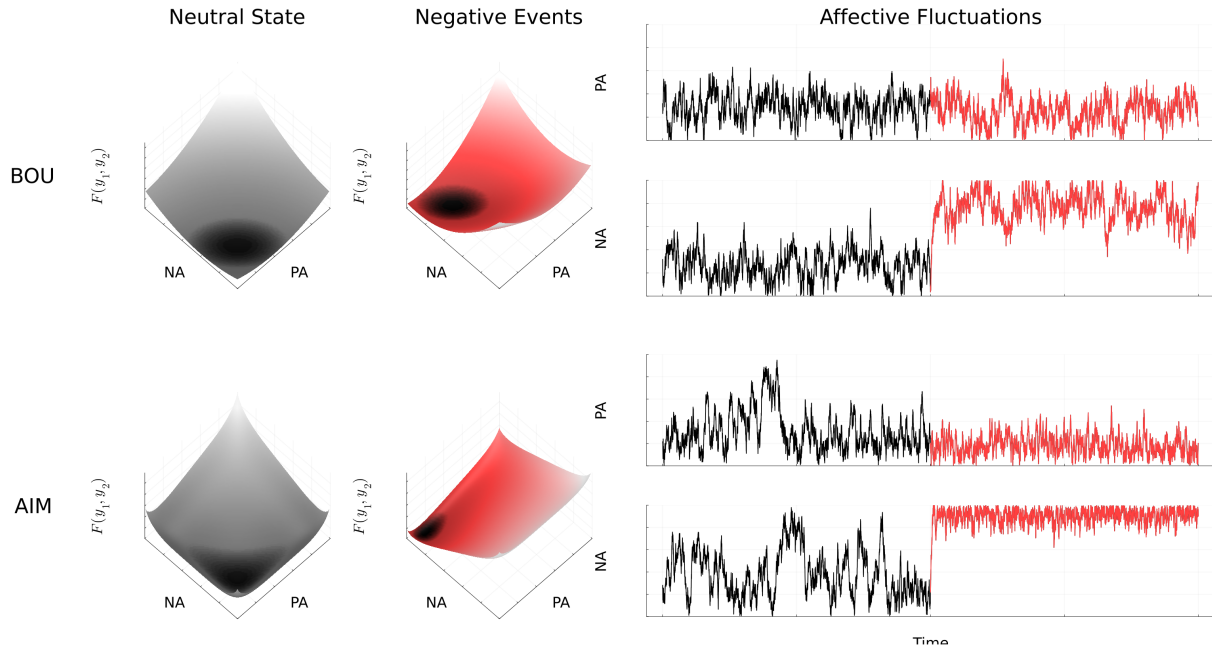 Neutral State
Negative Events
Affective Fluctuations
BOU
F(y₁, y₂)
NA
PA
F(y₁, y₂)
NA
PA
PA
NA
AIM
F(y₁, y₂)
NA
PA
F(y₁, y₂)
NA
PA
PA
NA
Time